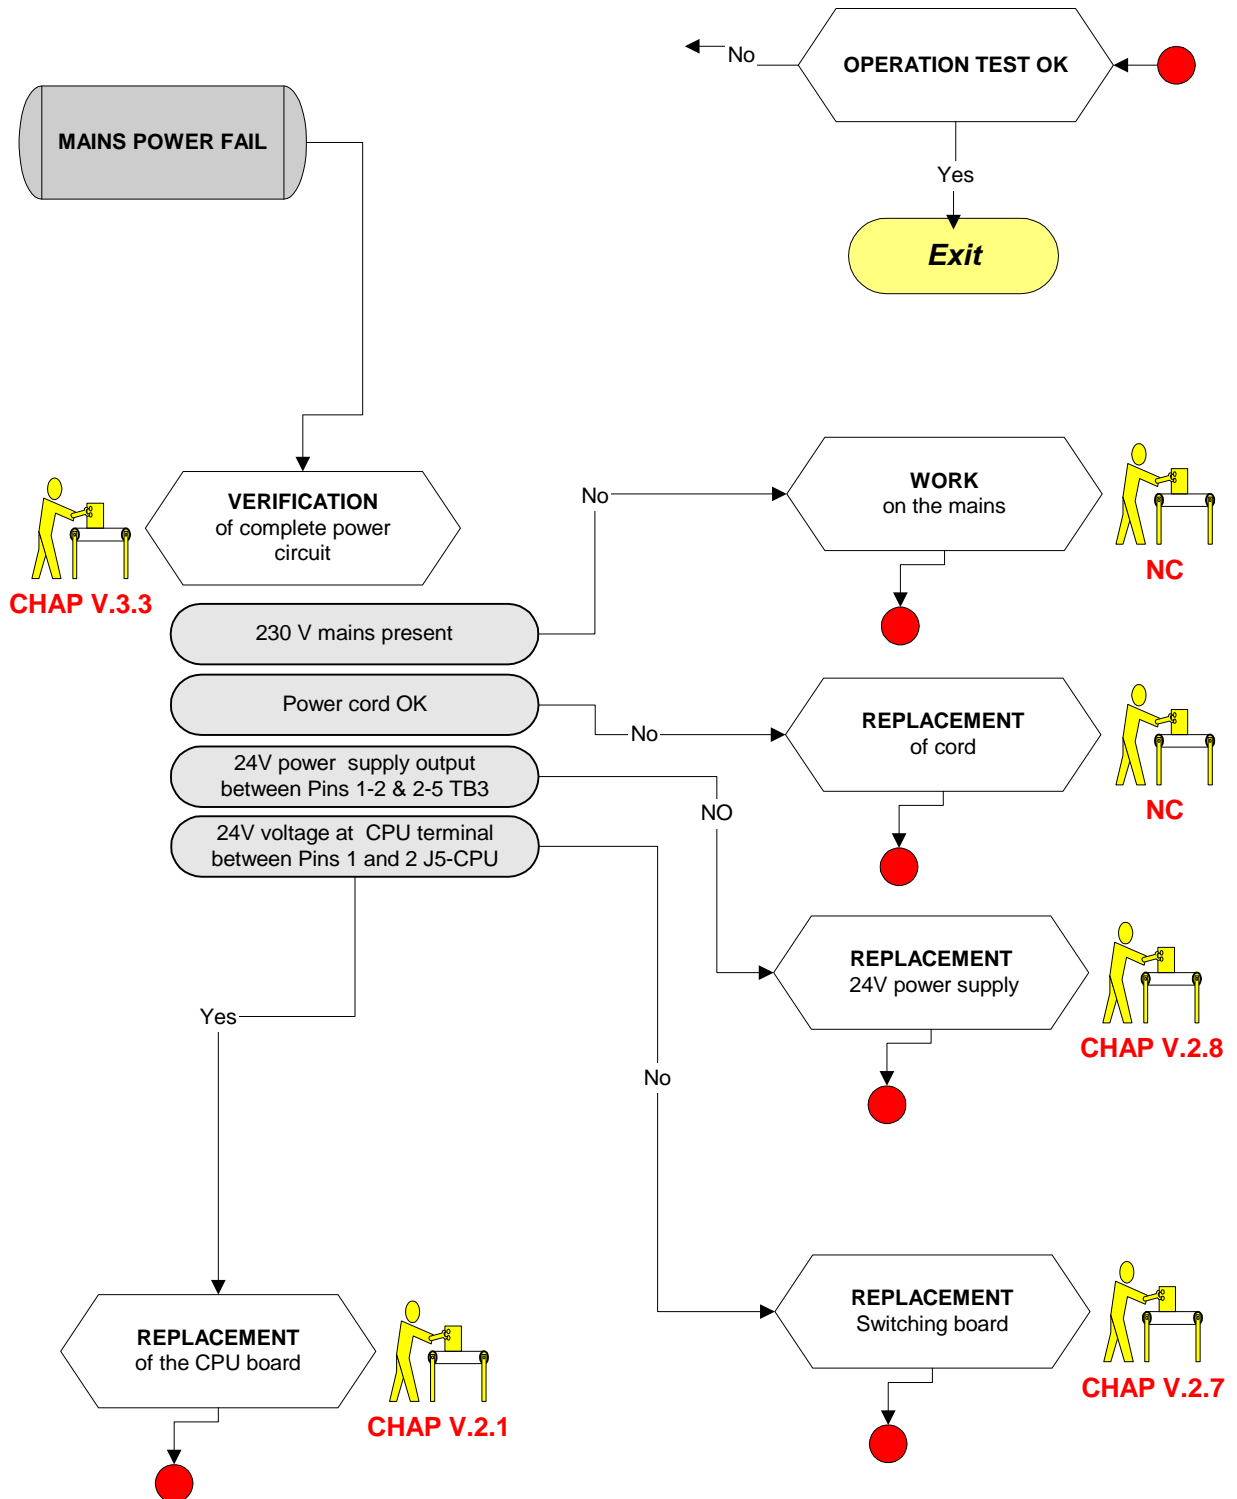 No
OPERATION TEST OK
MAINS POWER FAIL
Yes
Exit
VERIFICATION
of complete power
circuit
CHAP V.3.3
No
WORK
on the mains
NC
230 V mains present
Power cord OK
No
REPLACEMENT
of cord
NC
24V power supply output
between Pins 1-2 & 2-5 TB3
NO
24V voltage at CPU terminal
between Pins 1 and 2 J5-CPU
REPLACEMENT
24V power supply
CHAP V.2.8
Yes
No
REPLACEMENT
Switching board
CHAP V.2.7
REPLACEMENT
of the CPU board
CHAP V.2.1